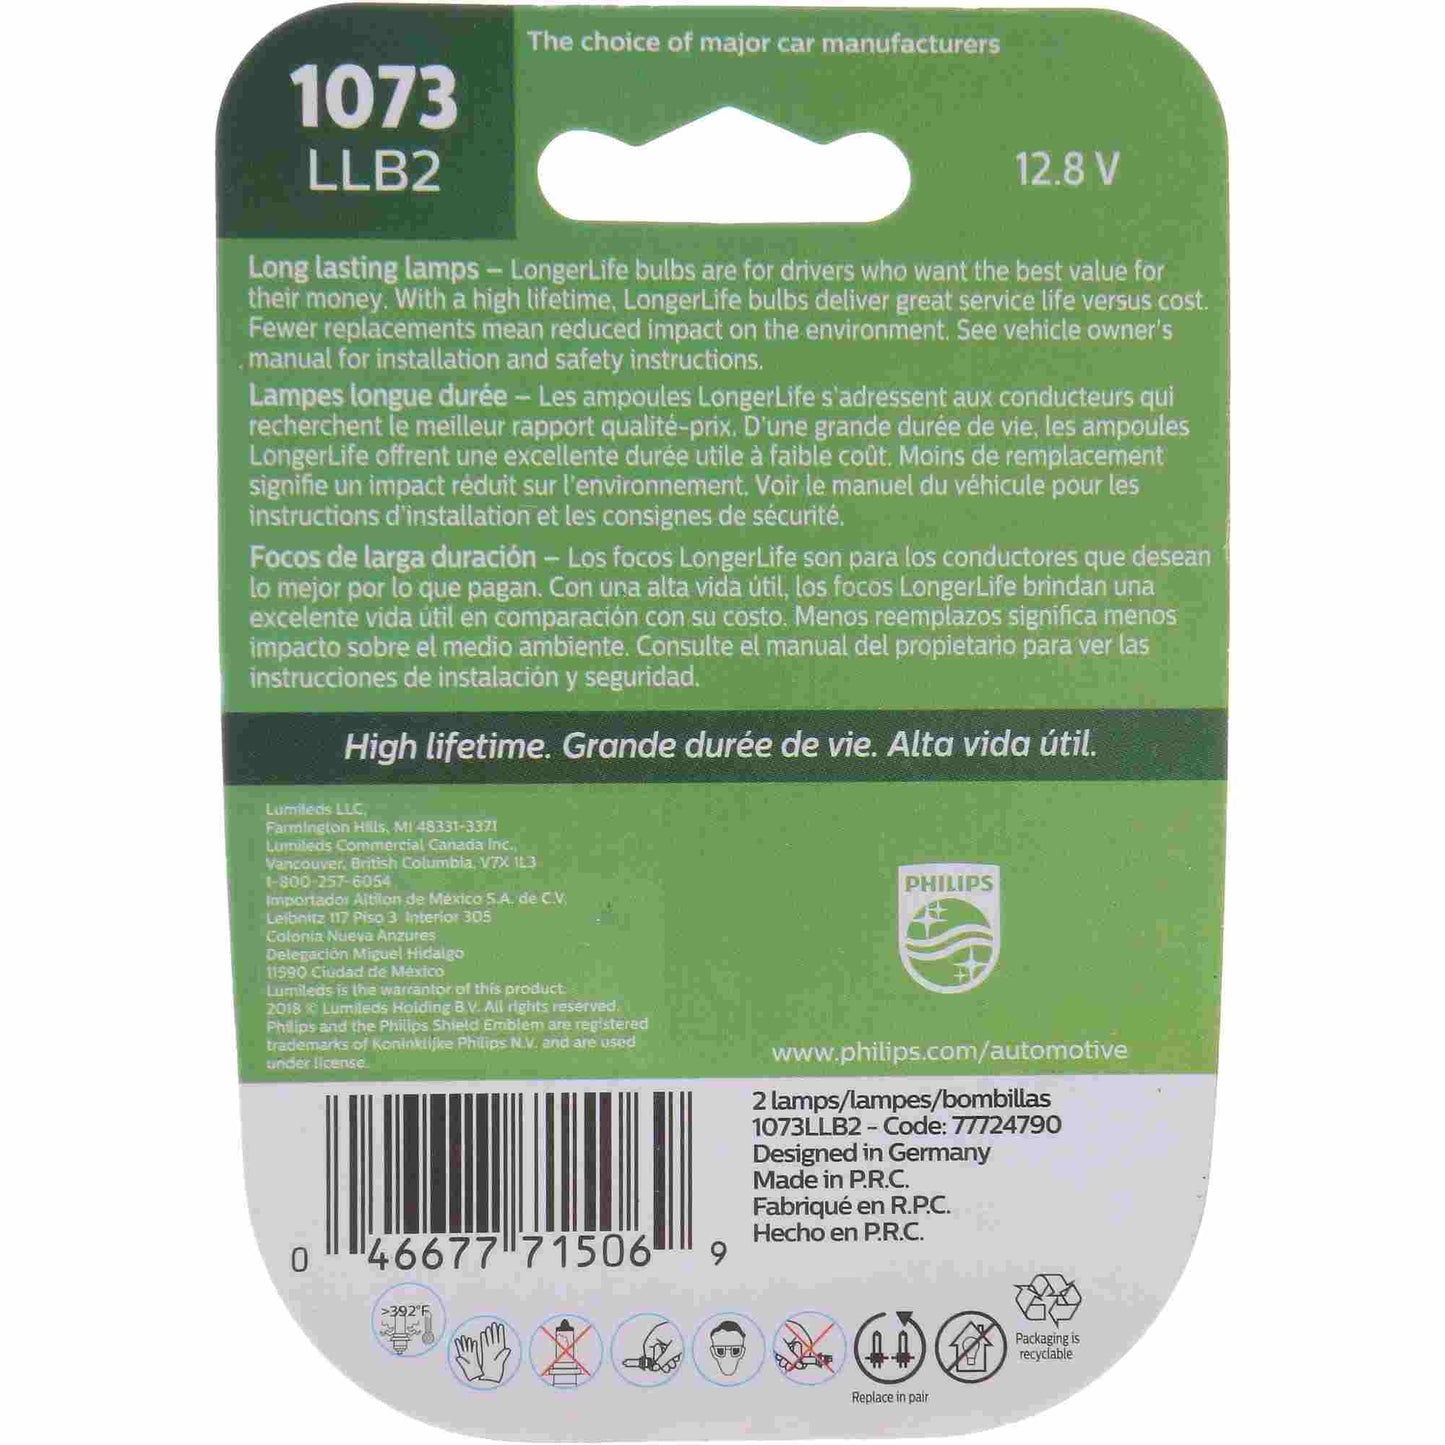 The choice of major car manufacturers
1073
LLB2
12.8 V
Long lasting lamps – LongerLife bulbs are for drivers who want the best value for
their money. With a high lifetime, LongerLife bulbs deliver great service life versus cost.
Fewer replacements mean reduced impact on the environment. See vehicle owner's
manual for installation and safety instructions.
Lampes longue durée – Les ampoules LongerLife s'adressent aux conducteurs qui
recherchent le meilleur rapport qualité-prix. D'une grande durée de vie, les ampoules
LongerLife offrent une excellente durée utile à faible coût. Moins de remplacement
signifie un impact réduit sur l'environnement. Voir le manuel du véhicule pour les
instructions d'installation et les consignes de sécurité.
Focos de larga duración – Los focos LongerLife son para los conductores que desean
lo mejor por lo que pagan. Con una alta vida útil, los focos LongerLife brindan una
excelente vida útil en comparación con su costo. Menos reemplazos significa menos
impacto sobre el medio ambiente. Consulte el manual del propietario para ver las
instrucciones de instalación y seguridad.
High lifetime. Grande durée de vie. Alta vida útil.
Lumileds LLC,
Farmington Hills, MI 48331-3371
Lumileds Commercial Canada Inc.,
Vancouver, British Columbia, V7X 1L3
1-800-257-6054
Importador Altilon de México S.A. de C.V.
Leibnitz 117 Piso 3 Interior 305
Colonia Nueva Anzures
Delegación Miguel Hidalgo
11590 Ciudad de México
Lumileds is the warrantor of this product.
2018 © Lumileds Holding B.V. All rights reserved.
Philips and the Philips Shield Emblem are registered
trademarks of Koninklijke Philips N.V. and are used
under license.
PHILIPS
www.philips.com/automotive
2 lamps/lampes/bombillas
1073LLB2 - Code: 77724790
Designed in Germany
Made in P.R.C.
Fabriqué en R.P.C.
Hecho en P.R.C.
0 46677 71506 9
>392°F
Replace in pair
Packaging is
recyclable